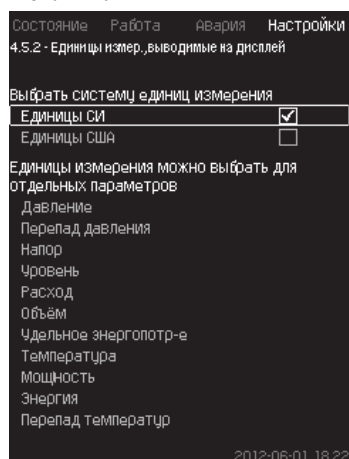 Состояние Работа Авария Настройки
4.5.2 - Единицы измер.,выводимые на дисплей
Выбрать систему единиц измерения
Единицы СИ
Единицы США
Единицы измерения можно выбрать для
отдельных параметров
Давление
Перепад давления
Напор
Уровень
Расход
Объём
Удельное энергопотр-е
Температура
Мощность
Энергия
Перепад температур
2012-06-01 18:22